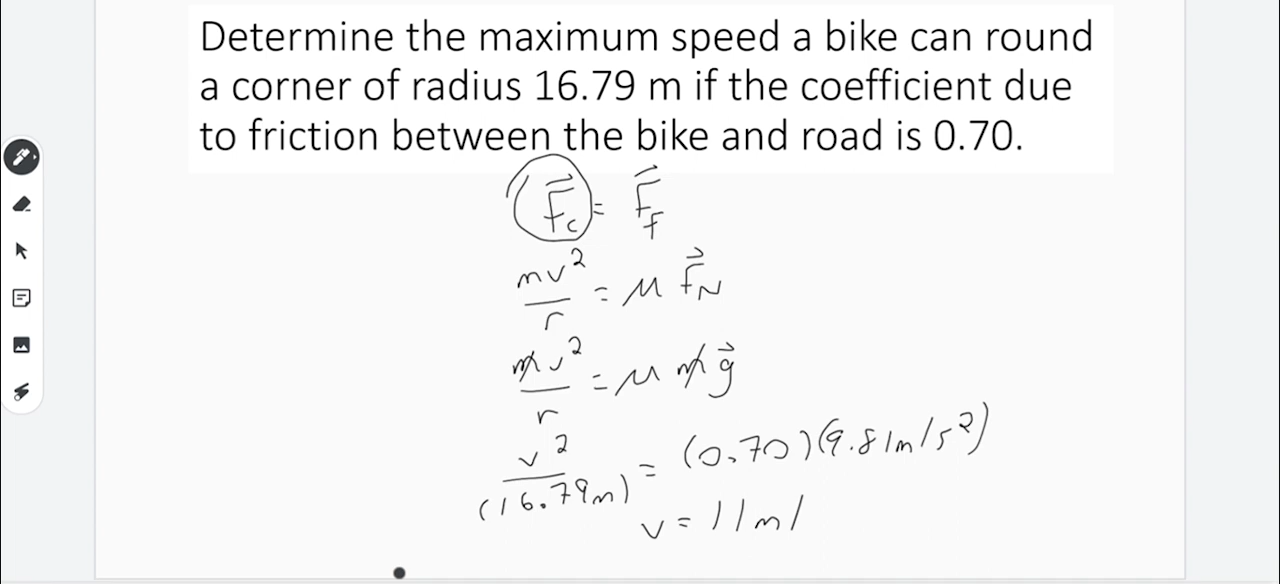 Determine the maximum speed a bike can round
a corner of radius 16.79 m if the coefficient due
to friction between the bike and road is 0.70.
F⃗c = F⃗f
mv²/r = μ F⃗N
mv²/r = μ mg⃗
v²/(16.79m) = (0.70)(9.81m/s²)
v = 11m/